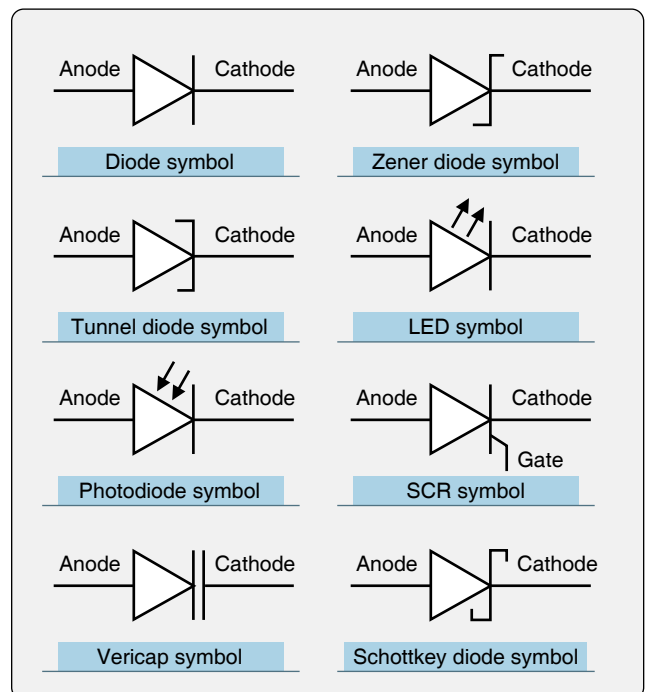 Anode Cathode
Diode symbol
Anode Cathode
Zener diode symbol
Anode Cathode
Tunnel diode symbol
Anode Cathode
LED symbol
Anode Cathode
Photodiode symbol
Anode Cathode
Gate
SCR symbol
Anode Cathode
Vericap symbol
Anode Cathode
Schottkey diode symbol